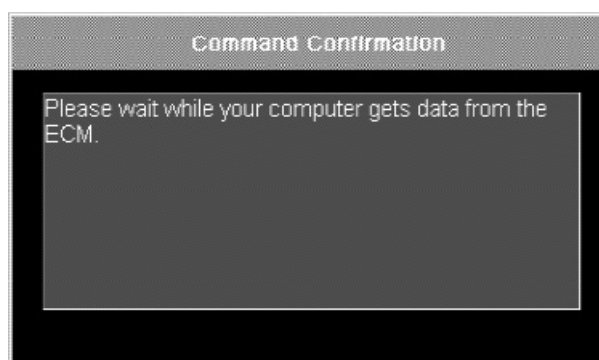 Command Confirmation
Please wait while your computer gets data from the
ECM.